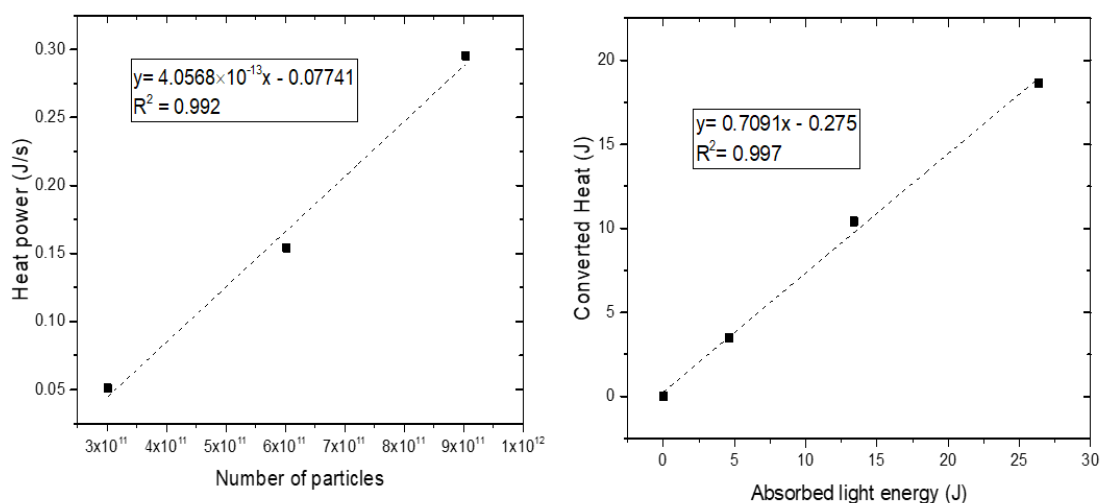 y= 4.0568×10⁻¹³x - 0.07741
R² = 0.992
Heat power (J/s)
0.30
0.25
0.20
0.15
0.10
0.05
3x10¹¹ 4x10¹¹ 5x10¹¹ 6x10¹¹ 7x10¹¹ 8x10¹¹ 9x10¹¹ 1x10¹²
Number of particles
y= 0.7091x - 0.275
R²= 0.997
Converted Heat (J)
20
15
10
5
0
0 5 10 15 20 25 30
Absorbed light energy (J)